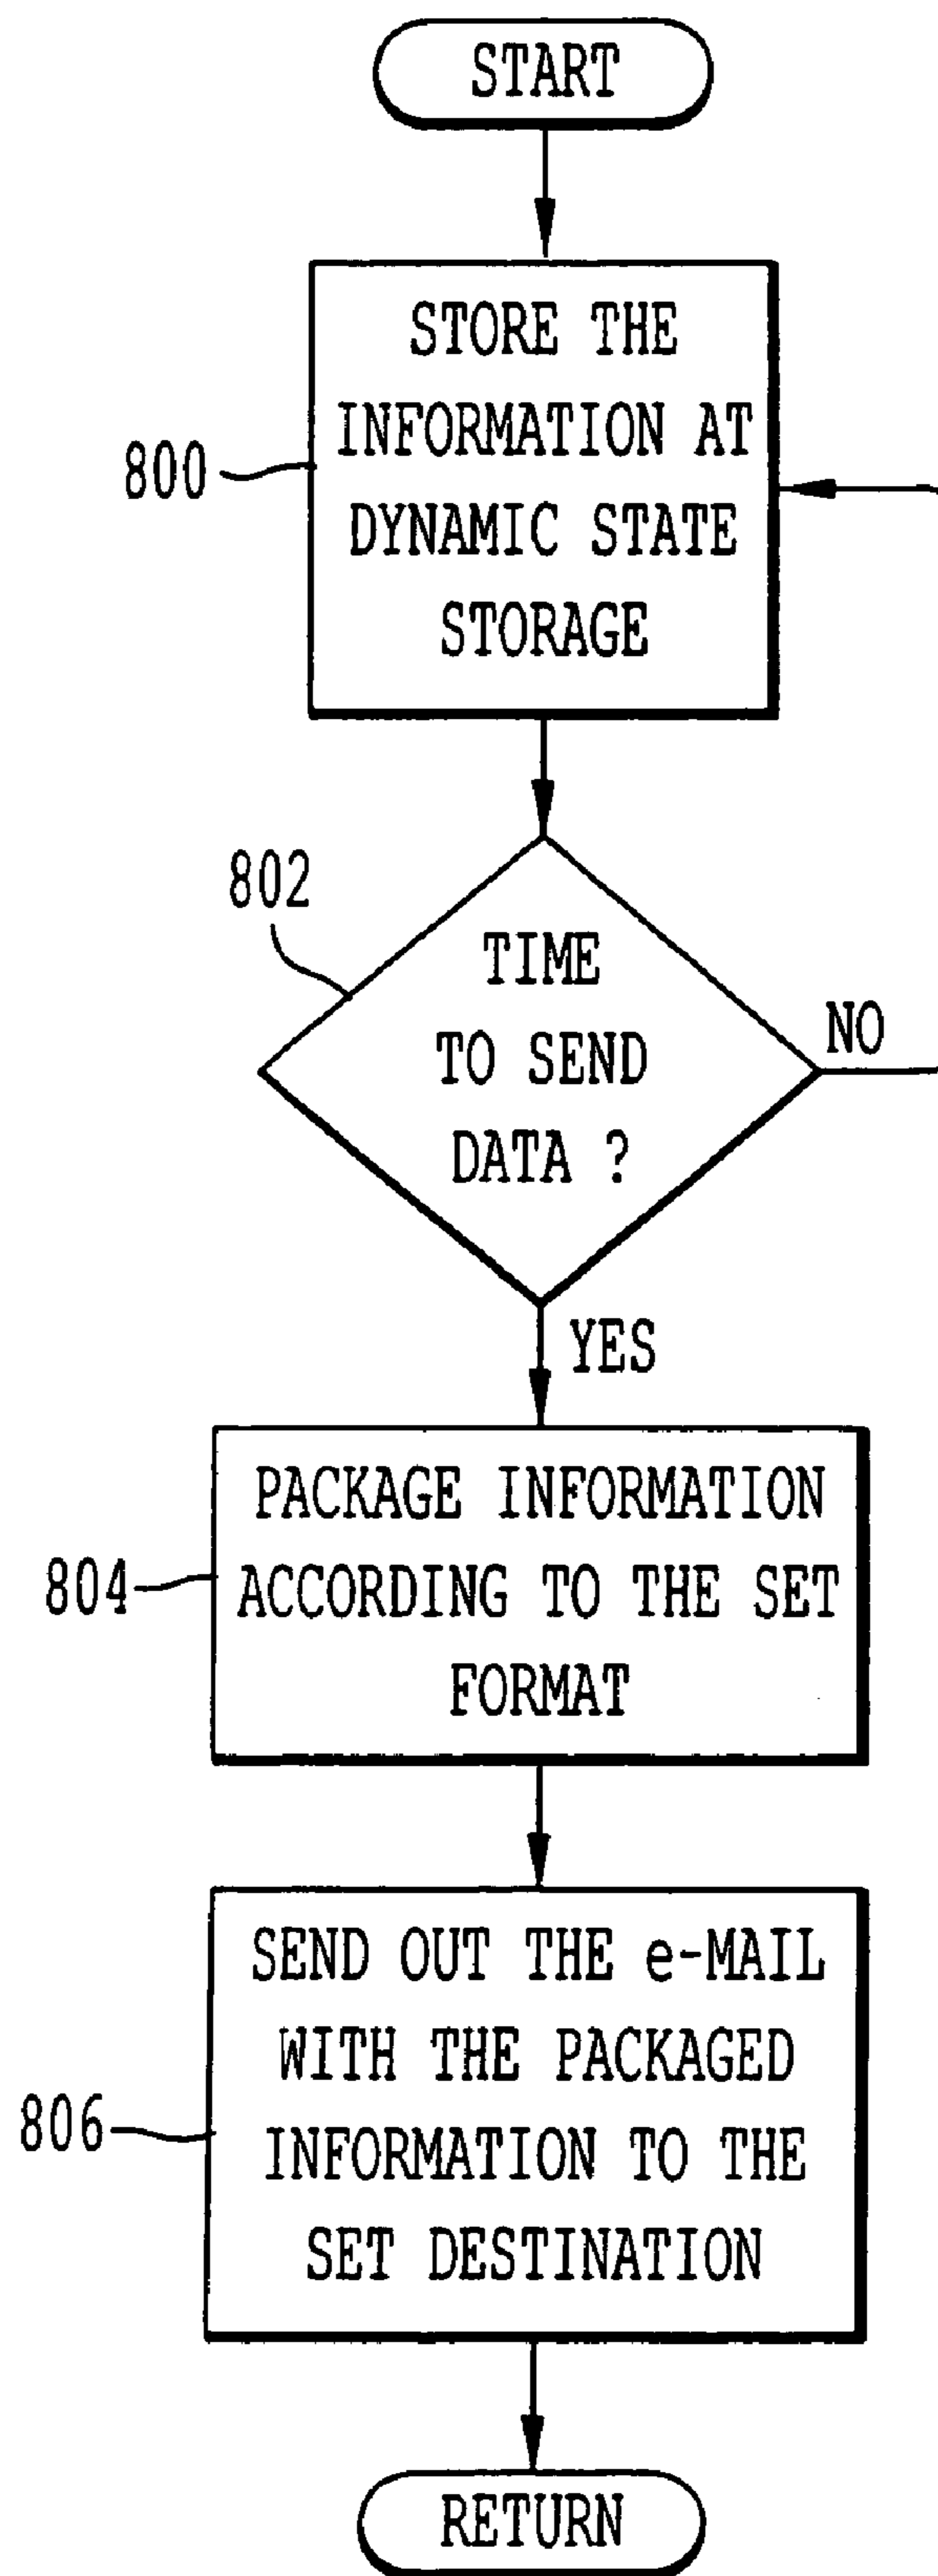 START
STORE THE
INFORMATION AT
DYNAMIC STATE
STORAGE
800
802
TIME
TO SEND
DATA ?
NO
YES
PACKAGE INFORMATION
ACCORDING TO THE SET
FORMAT
804
SEND OUT THE e-MAIL
WITH THE PACKAGED
INFORMATION TO THE
SET DESTINATION
806
RETURN